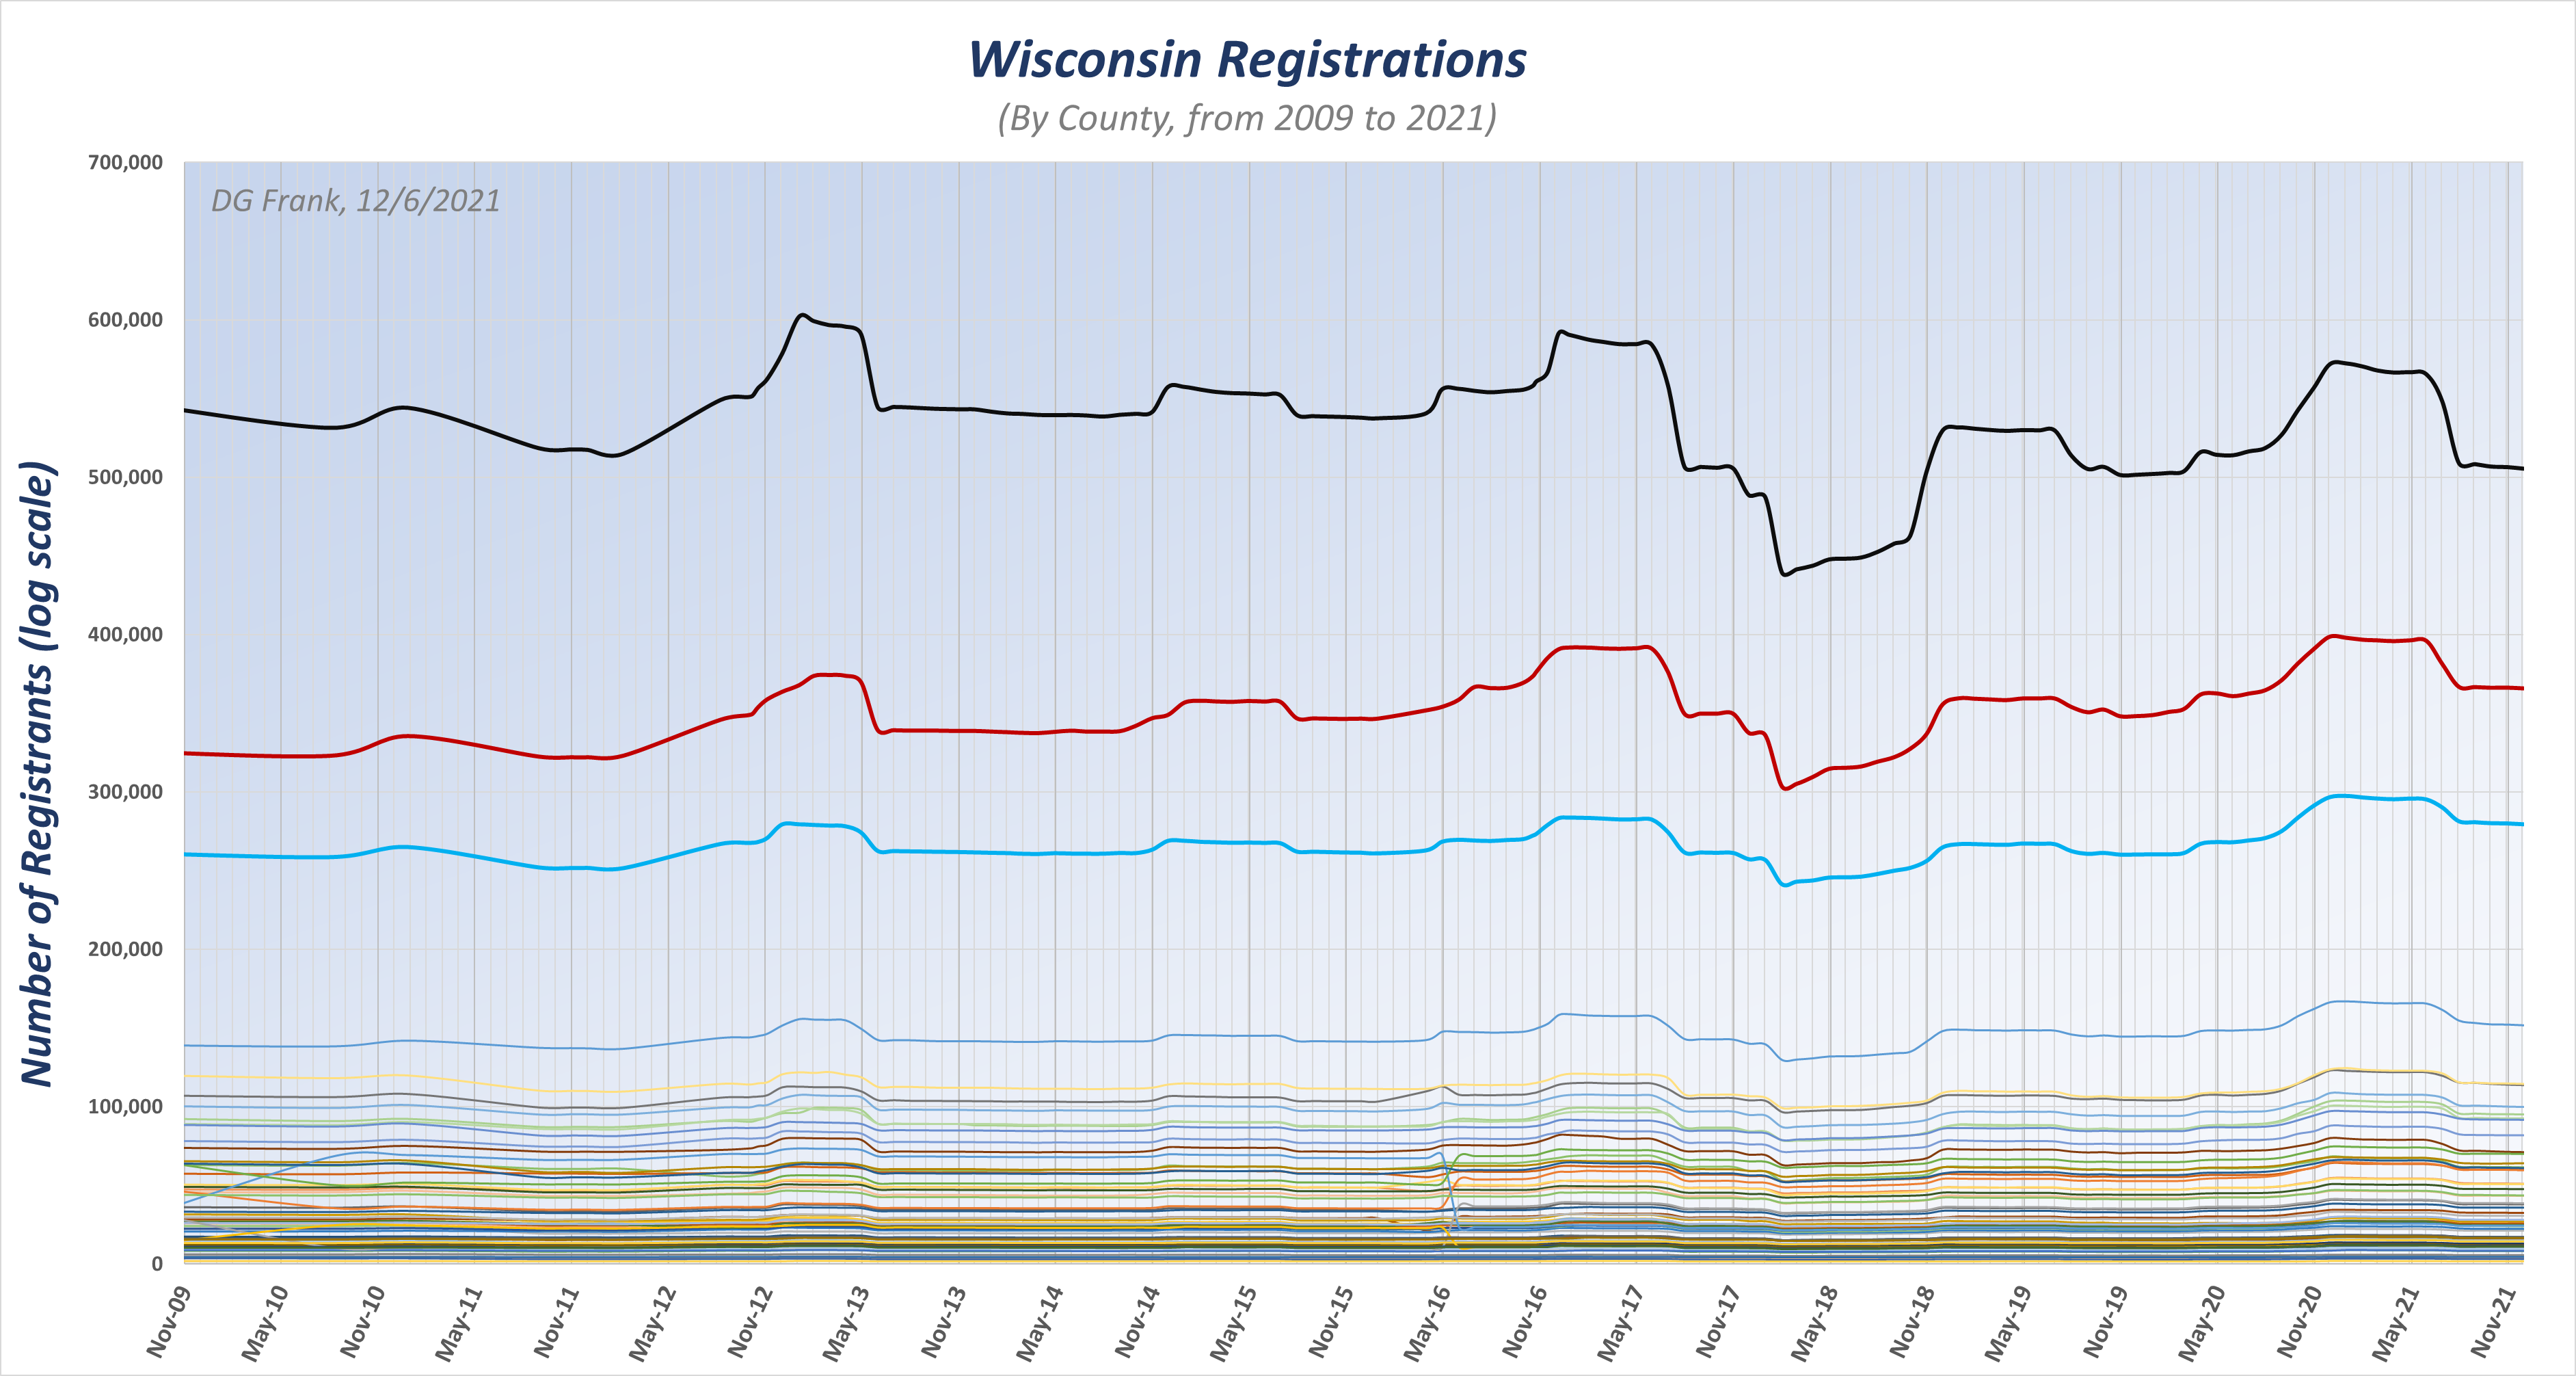 Wisconsin Registrations
(By County, from 2009 to 2021)
DG Frank, 12/6/2021
Number of Registrants (log scale)
700,000
600,000
500,000
400,000
300,000
200,000
100,000
0
Nov-09
May-10
Nov-10
May-11
Nov-11
May-12
Nov-12
May-13
Nov-13
May-14
Nov-14
May-15
Nov-15
May-16
Nov-16
May-17
Nov-17
May-18
Nov-18
May-19
Nov-19
May-20
Nov-20
May-21
Nov-21